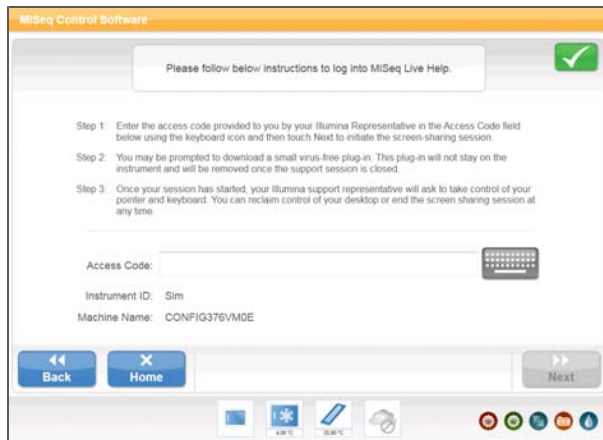 MiSeq Control Software
Please follow below instructions to log into MiSeq Live Help.
Step 1: Enter the access code provided to you by your Illumina Representative in the Access Code field
below using the keyboard icon and then touch Next to initiate the screen-sharing session.
Step 2: You may be prompted to download a small virus-free plug-in. This plug-in will not stay on the
instrument and will be removed once the support session is closed.
Step 3: Once your session has started, your Illumina support representative will ask to take control of your
pointer and keyboard. You can reclaim control of your desktop or end the screen sharing session at
any time.
Access Code:
Instrument ID: Sim
Machine Name: CONFIG376VM0E
Back Home Next